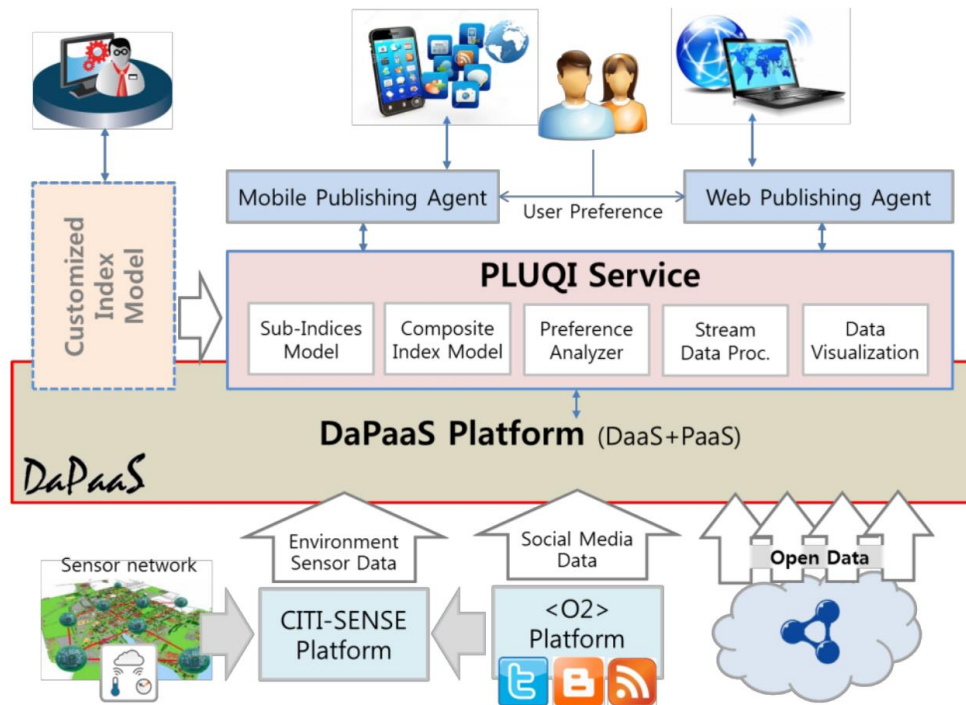 Mobile Publishing Agent
User Preference
Web Publishing Agent
Customized
Index
Model
PLUQI Service
Sub-Indices
Model
Composite
Index Model
Preference
Analyzer
Stream
Data Proc.
Data
Visualization
DaPaaS Platform (DaaS+PaaS)
DaPaaS
Environment
Sensor Data
Social Media
Data
Open Data
Sensor network
CITI-SENSE
Platform
<O2>
Platform